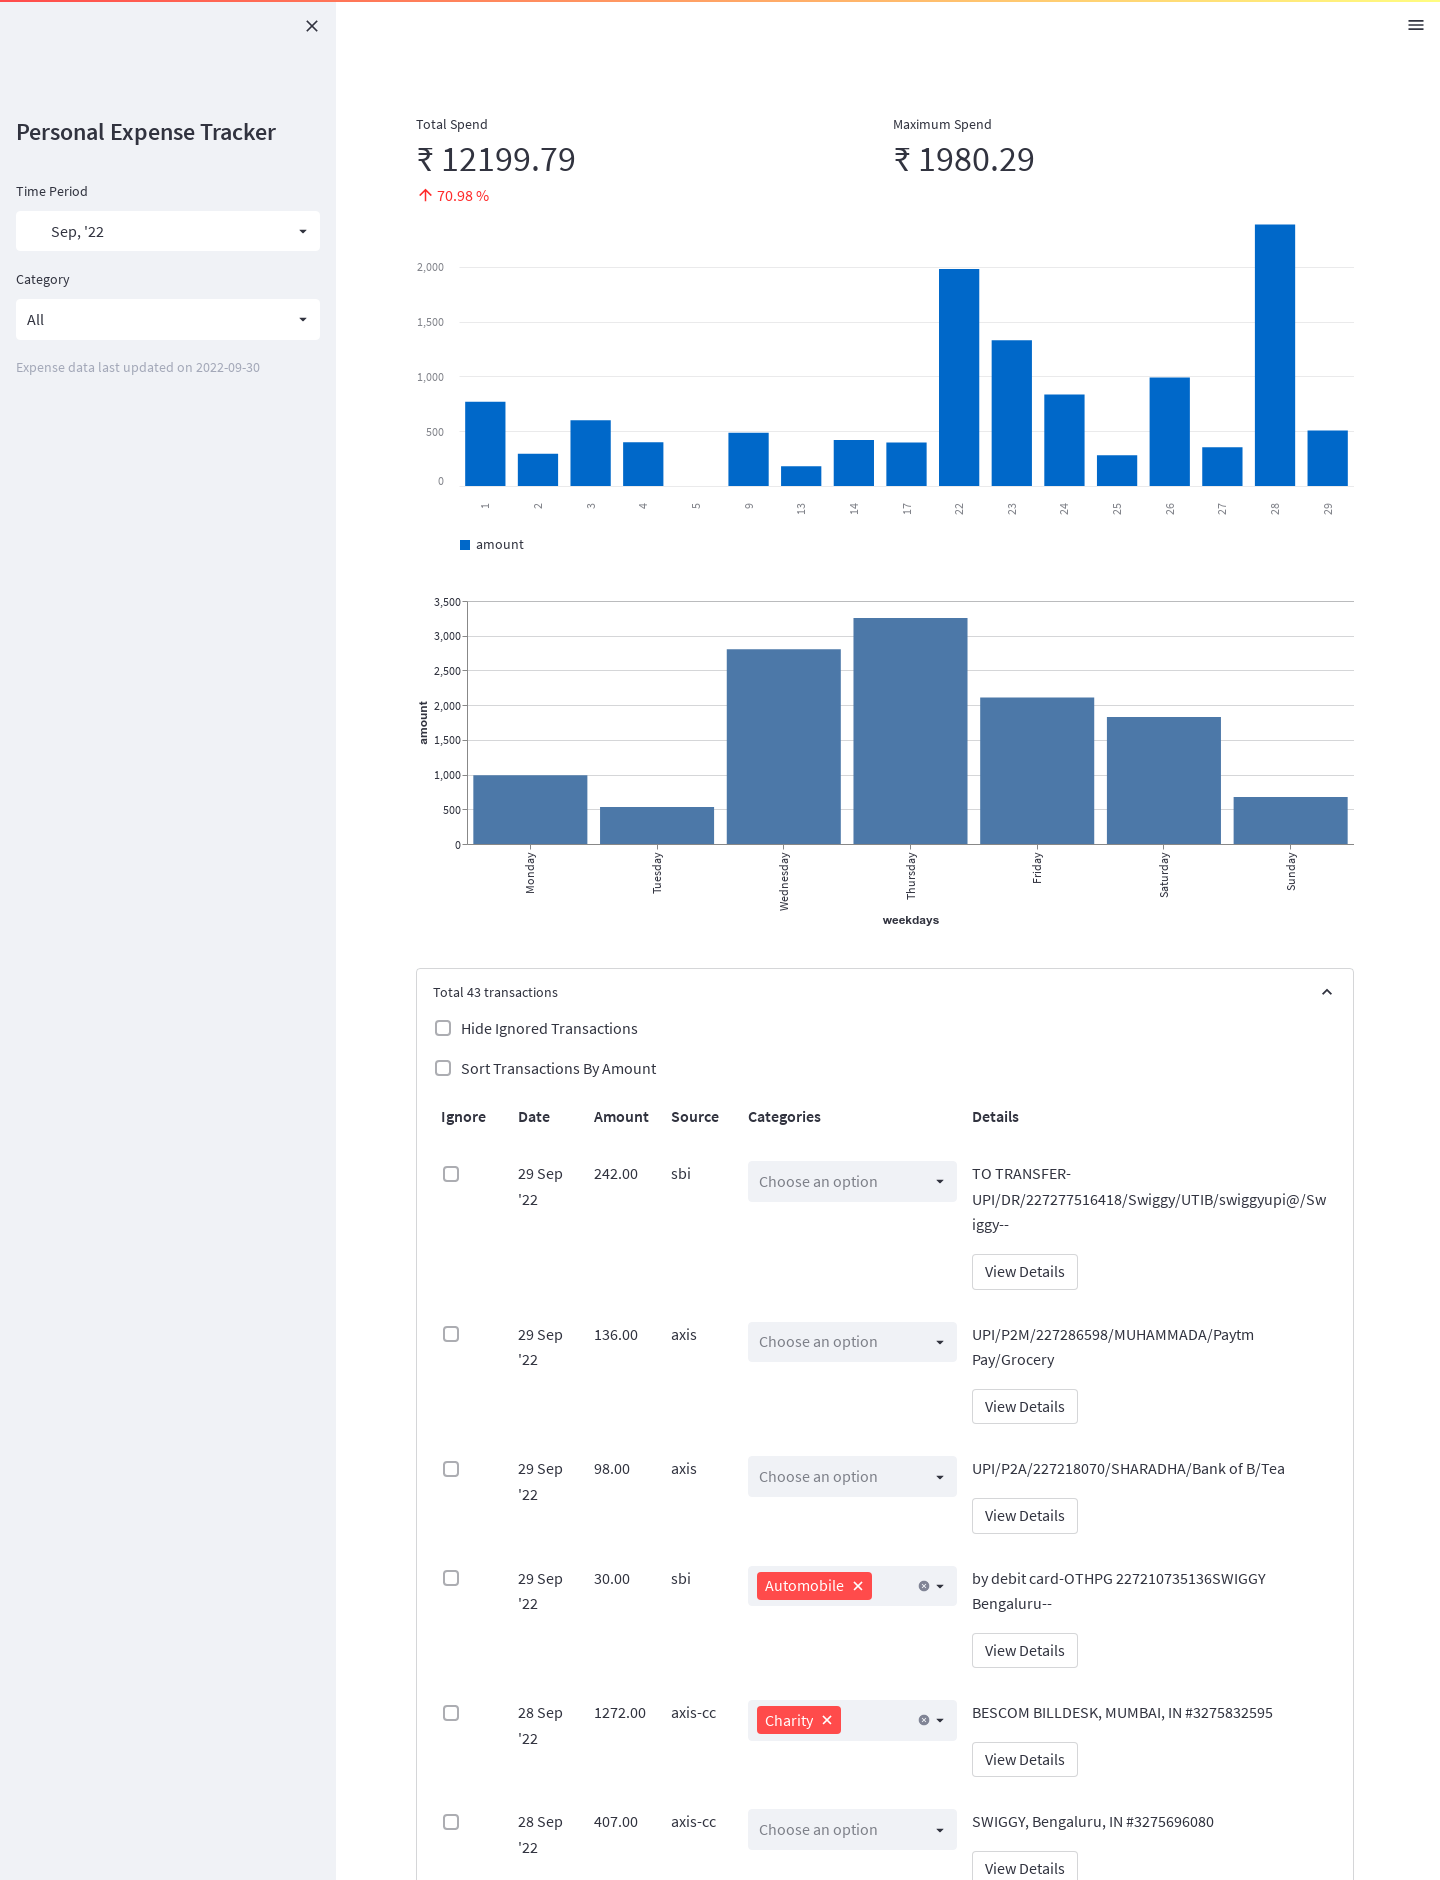 Personal Expense Tracker
Time Period
Sep, '22
Category
All
Expense data last updated on 2022-09-30
Total Spend
₹ 12199.79
70.98 %
Maximum Spend
₹ 1980.29
2,000
1,500
1,000
500
0
1 2 3 4 5 9 13 14 17 22 23 24 25 26 27 28 29
amount
3,500
3,000
2,500
2,000
1,500
1,000
500
0
amount
Monday Tuesday Wednesday Thursday Friday Saturday Sunday
weekdays
Total 43 transactions
Hide Ignored Transactions
Sort Transactions By Amount
Ignore Date Amount Source Categories Details
29 Sep 242.00 sbi Choose an option TO TRANSFER-
'22 UPI/DR/227277516418/Swiggy/UTIB/swiggyupi@/Sw
iggy--
View Details
29 Sep 136.00 axis Choose an option UPI/P2M/227286598/MUHAMMADA/Paytm
'22 Pay/Grocery
View Details
29 Sep 98.00 axis Choose an option UPI/P2A/227218070/SHARADHA/Bank of B/Tea
'22
View Details
29 Sep 30.00 sbi Automobile by debit card-OTHPG 227210735136SWIGGY
'22 Bengaluru--
View Details
28 Sep 1272.00 axis-cc Charity BESCOM BILLDESK, MUMBAI, IN #3275832595
'22
View Details
28 Sep 407.00 axis-cc Choose an option SWIGGY, Bengaluru, IN #3275696080
'22
View Details